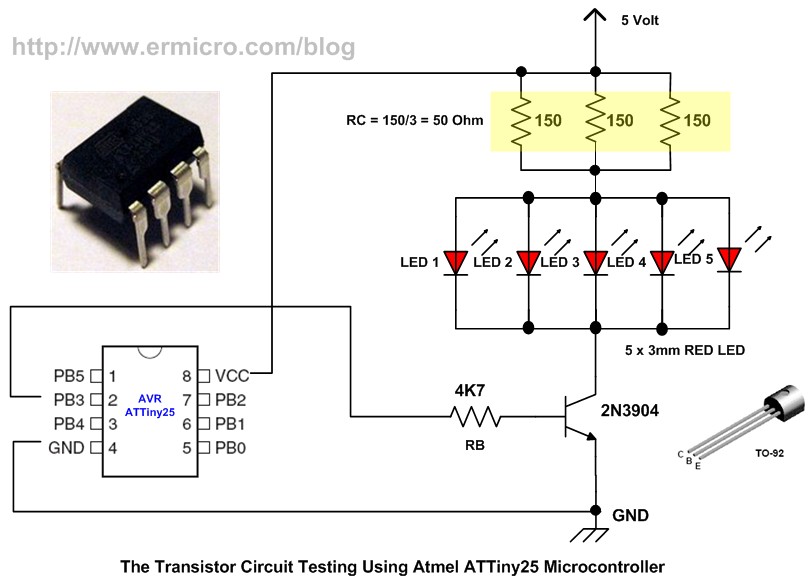 http://www.ermicro.com/blog
5 Volt
RC = 150/3 = 50 Ohm
150
150
150
LED 1
LED 2
LED 3
LED 4
LED 5
5 x 3mm RED LED
PB5 1
PB3 2
PB4 3
GND 4
AVR
ATTiny25
8 VCC
7 PB2
6 PB1
5 PB0
4K7
RB
2N3904
C
B
E
TO-92
GND
The Transistor Circuit Testing Using Atmel ATTiny25 Microcontroller